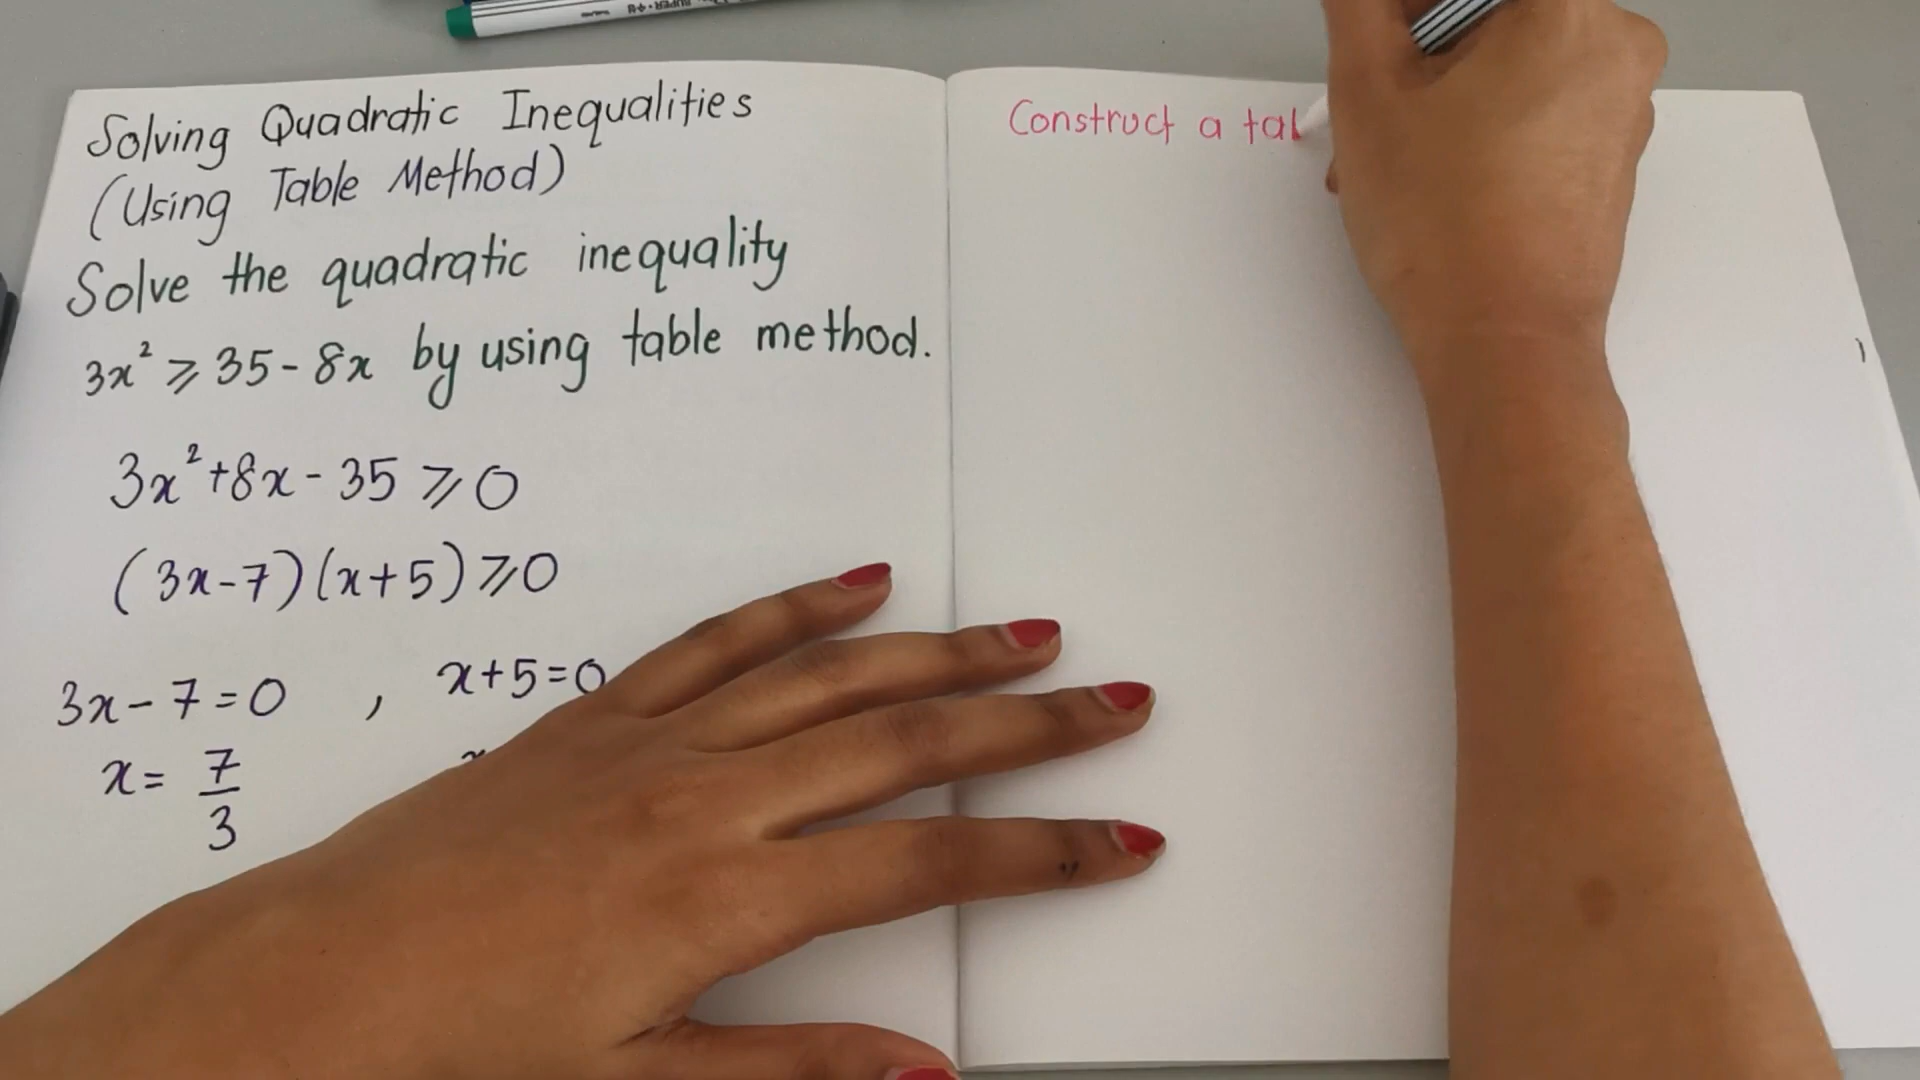 Solving Quadratic Inequalities
(Using Table Method)
Solve the quadratic inequality
3x² ⩾ 35 - 8x by using table method.
3x² + 8x - 35 ⩾ 0
(3x - 7)(x + 5) ⩾ 0
3x - 7 = 0 , x + 5 = 0
x = 7/3
Construct a